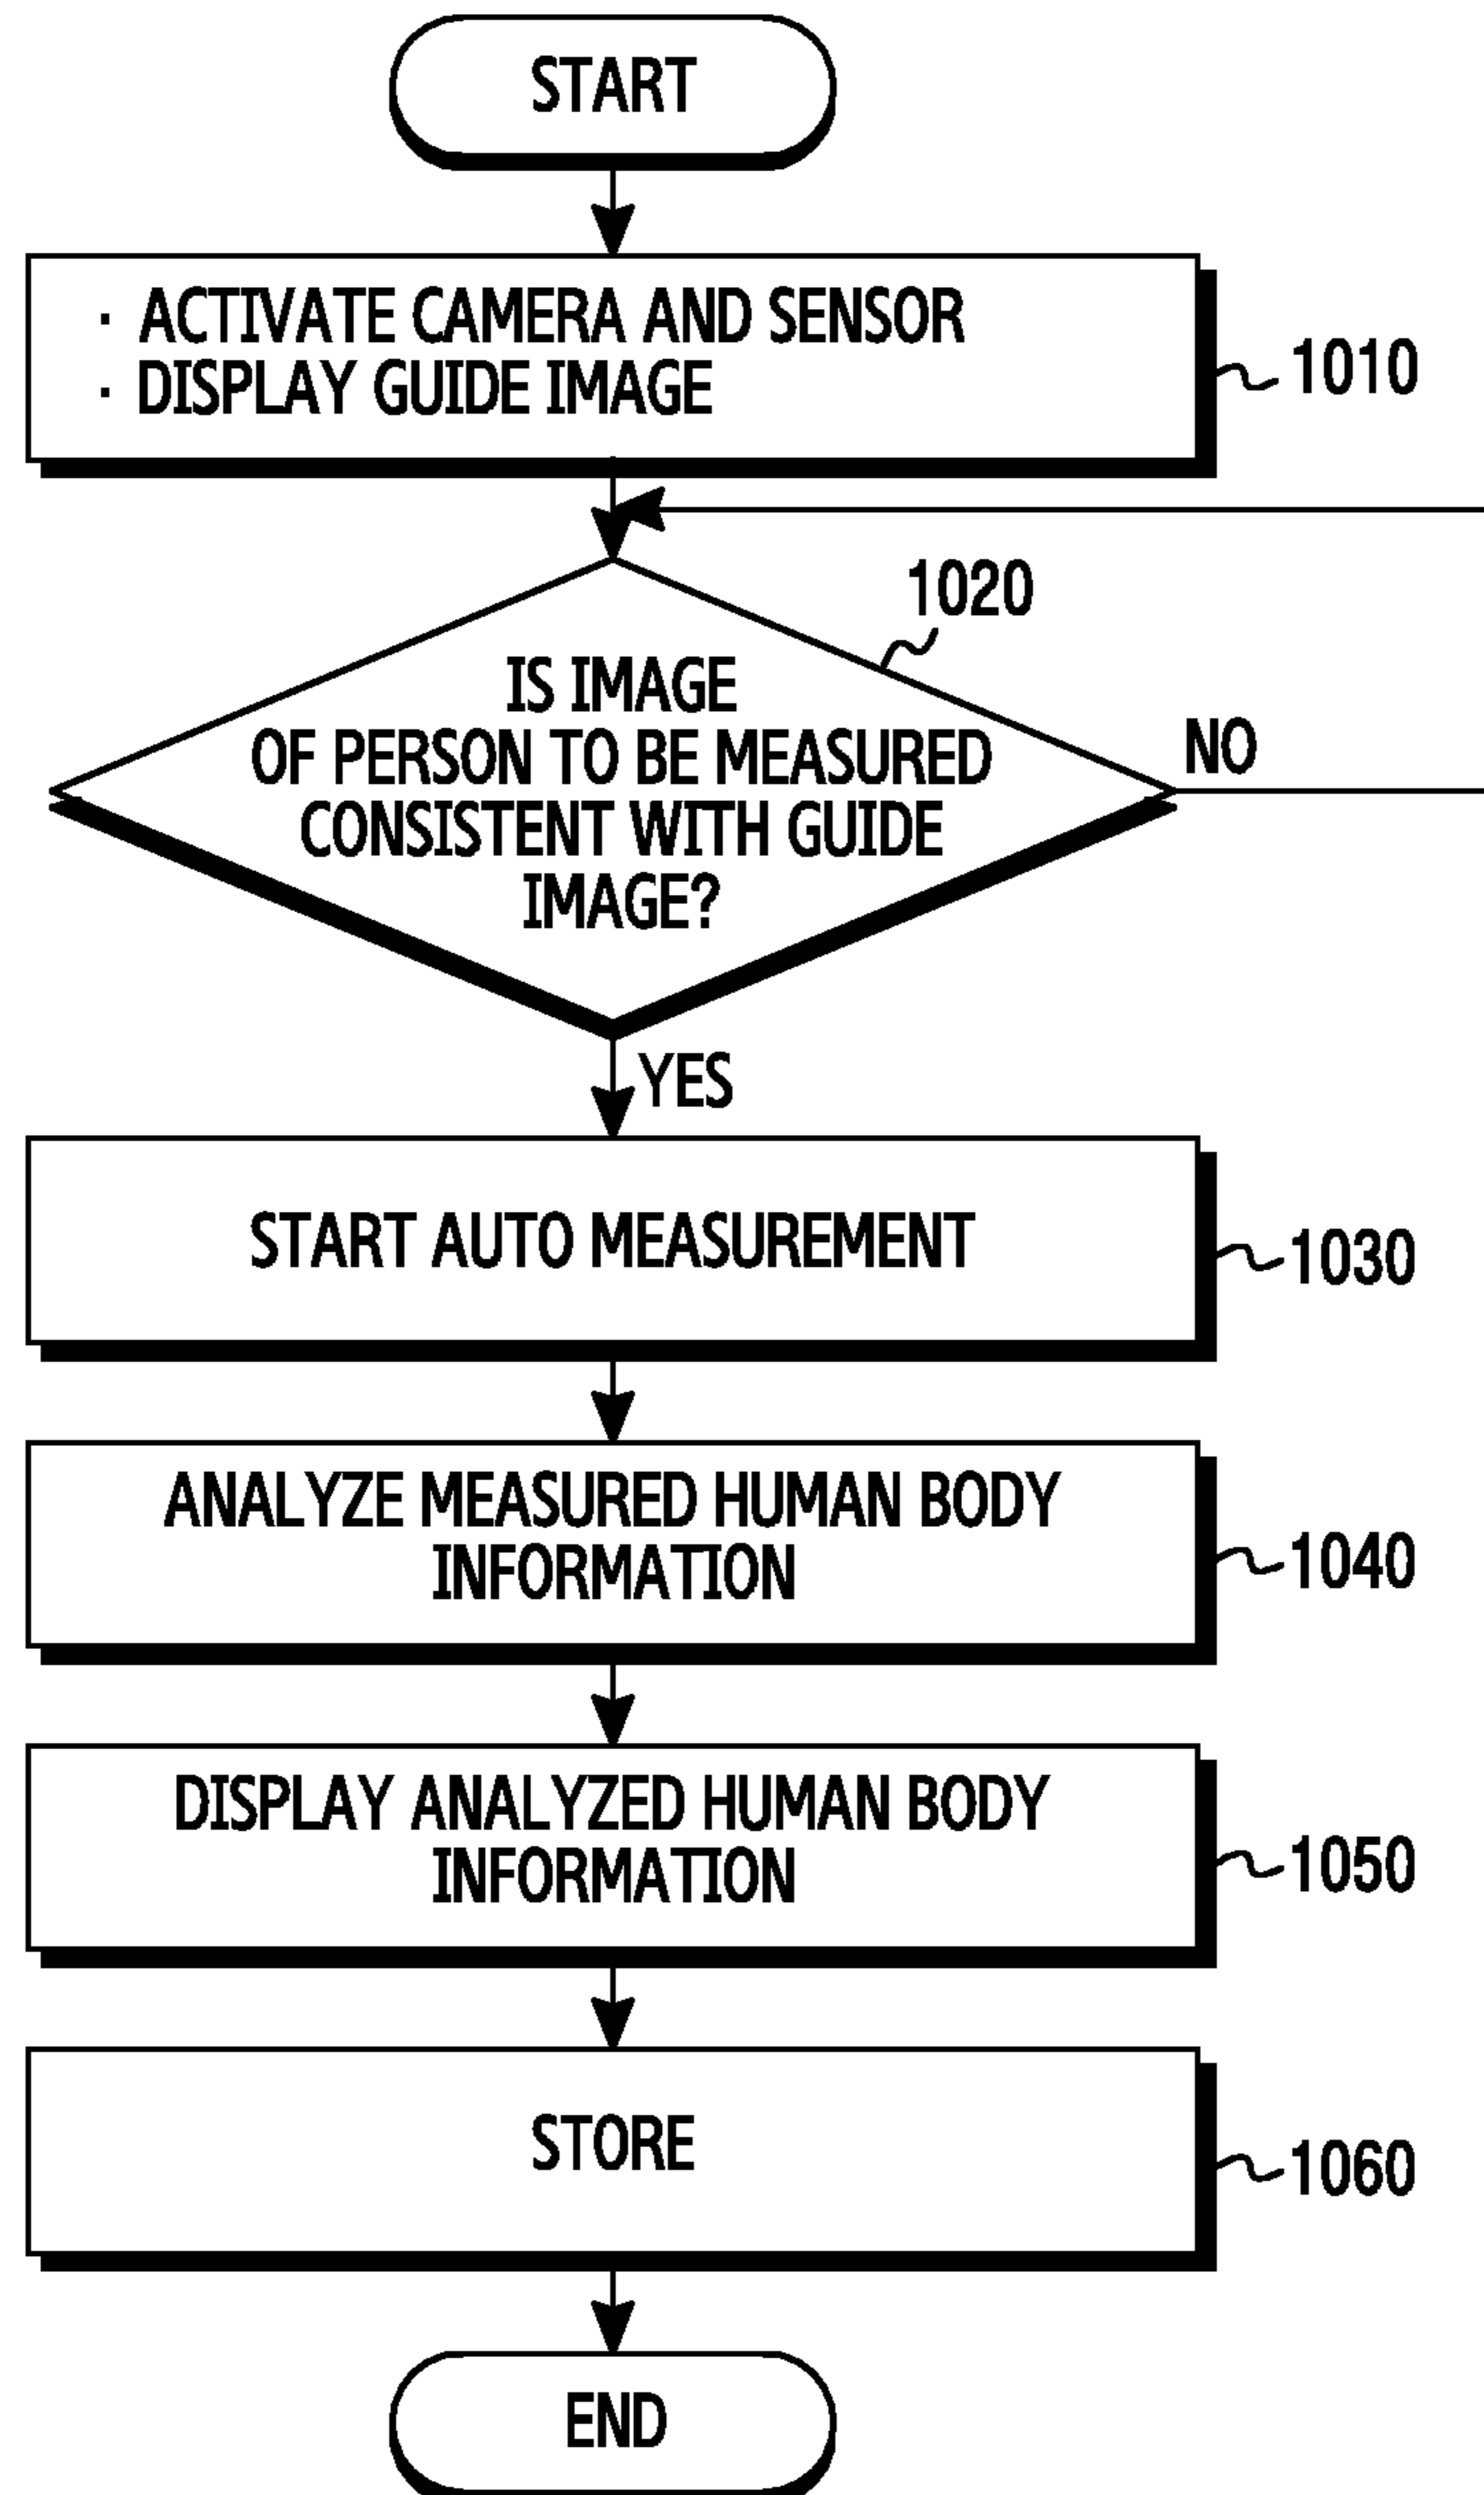 START
· ACTIVATE CAMERA AND SENSOR
· DISPLAY GUIDE IMAGE
1010
1020
IS IMAGE
OF PERSON TO BE MEASURED
CONSISTENT WITH GUIDE
IMAGE?
NO
YES
START AUTO MEASUREMENT
1030
ANALYZE MEASURED HUMAN BODY
INFORMATION
1040
DISPLAY ANALYZED HUMAN BODY
INFORMATION
1050
STORE
1060
END